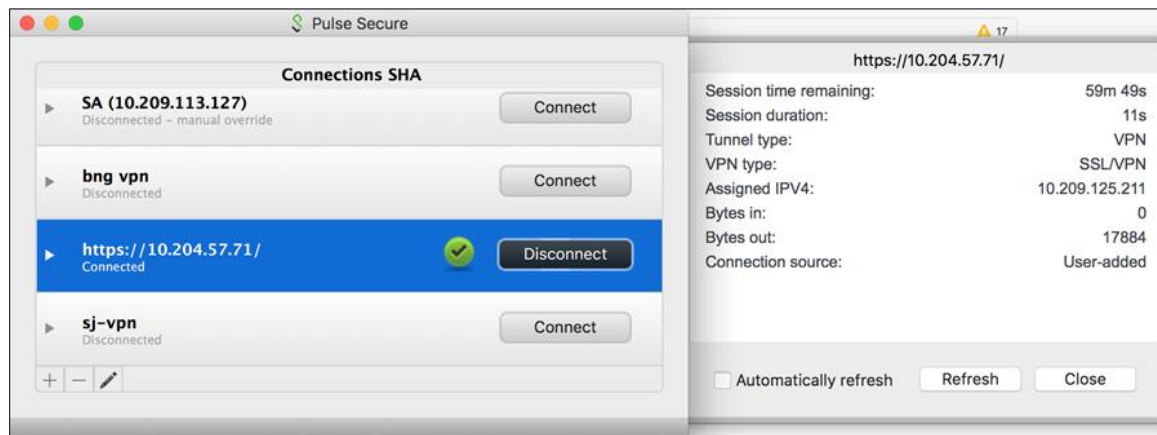 Pulse Secure
Connections SHA
SA (10.209.113.127)
Disconnected – manual override
Connect
bng vpn
Disconnected
Connect
https://10.204.57.71/
Connected
Disconnect
sj-vpn
Disconnected
Connect
17
https://10.204.57.71/
Session time remaining: 59m 49s
Session duration: 11s
Tunnel type: VPN
VPN type: SSL/VPN
Assigned IPV4: 10.209.125.211
Bytes in: 0
Bytes out: 17884
Connection source: User-added
Automatically refresh Refresh Close